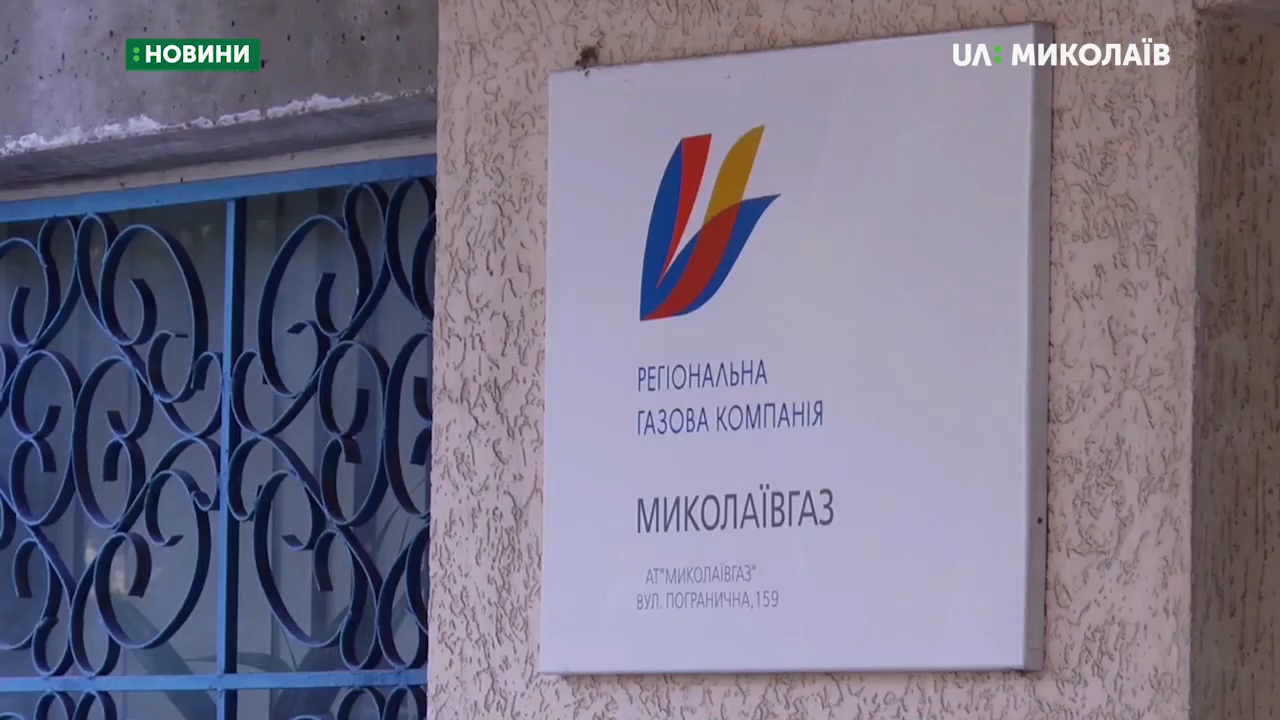 :НОВИНИ
UA: МИКОЛАЇВ
РЕГІОНАЛЬНА
ГАЗОВА КОМПАНІЯ
МИКОЛАЇВГАЗ
АТ"МИКОЛАЇВГАЗ"
ВУЛ. ПОГРАНИЧНА,159